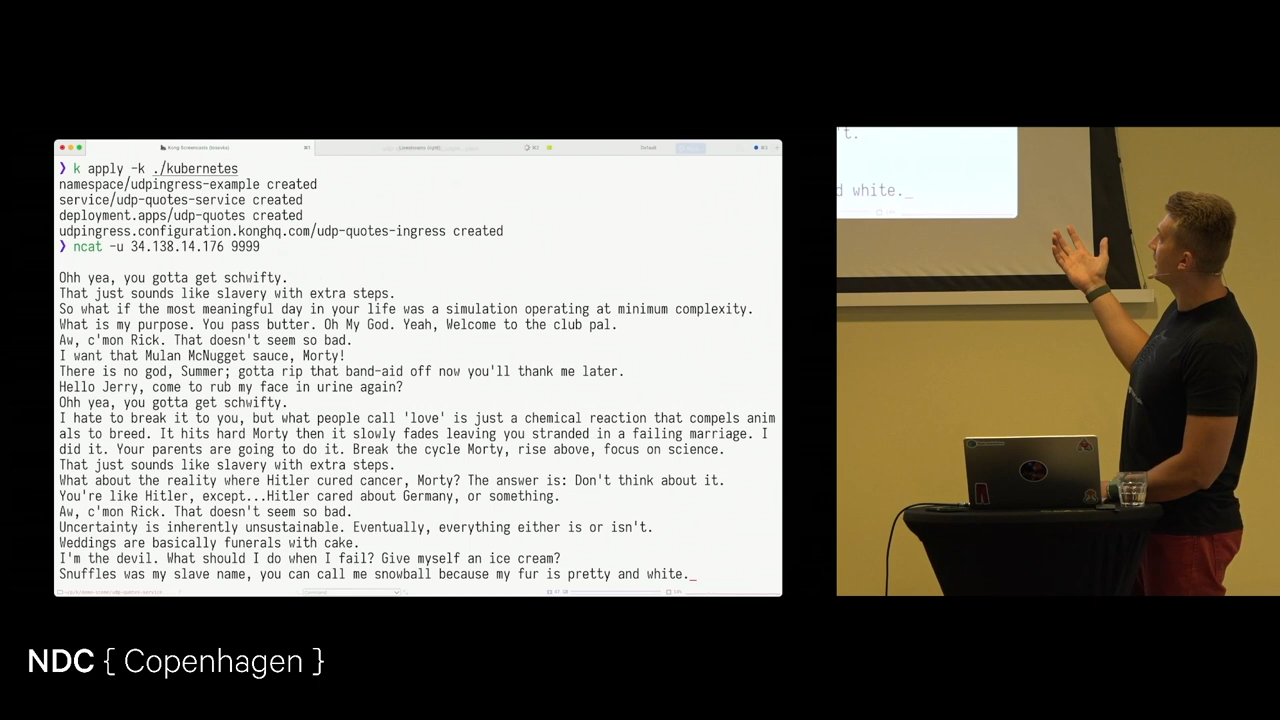 Kong Screencasts (tiosvks)
Default
❯ k apply -k ./kubernetes
namespace/udpingress-example created
service/udp-quotes-service created
deployment.apps/udp-quotes created
udpingress.configuration.konghq.com/udp-quotes-ingress created
❯ ncat -u 34.138.14.176 9999
Ohh yea, you gotta get schwifty.
That just sounds like slavery with extra steps.
So what if the most meaningful day in your life was a simulation operating at minimum complexity.
What is my purpose. You pass butter. Oh My God. Yeah, Welcome to the club pal.
Aw, c'mon Rick. That doesn't seem so bad.
I want that Mulan McNugget sauce, Morty!
There is no god, Summer; gotta rip that band-aid off now you'll thank me later.
Hello Jerry, come to rub my face in urine again?
Ohh yea, you gotta get schwifty.
I hate to break it to you, but what people call 'love' is just a chemical reaction that compels anim
als to breed. It hits hard Morty then it slowly fades leaving you stranded in a failing marriage. I
did it. Your parents are going to do it. Break the cycle Morty, rise above, focus on science.
That just sounds like slavery with extra steps.
What about the reality where Hitler cured cancer, Morty? The answer is: Don't think about it.
You're like Hitler, except...Hitler cared about Germany, or something.
Aw, c'mon Rick. That doesn't seem so bad.
Uncertainty is inherently unsustainable. Eventually, everything either is or isn't.
Weddings are basically funerals with cake.
I'm the devil. What should I do when I fail? Give myself an ice cream?
Snuffles was my slave name, you can call me snowball because my fur is pretty and white._
't.
d white._
NDC { Copenhagen }